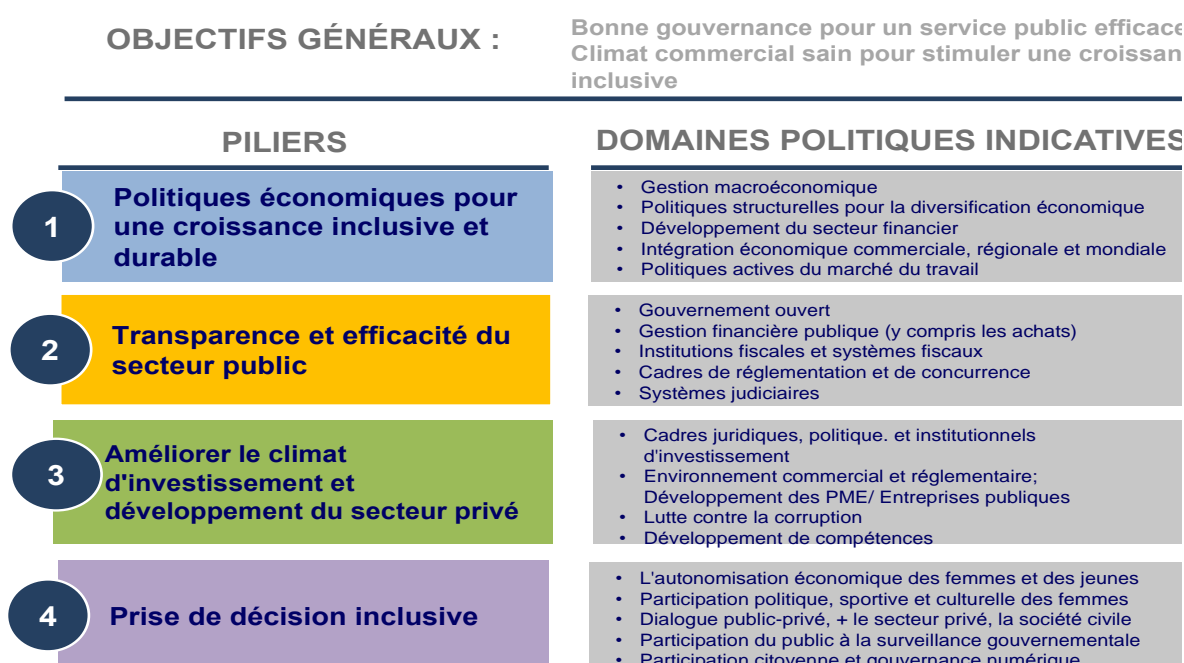 OBJECTIFS GÉNÉRAUX :
Bonne gouvernance pour un service public efficace
Climat commercial sain pour stimuler une
inclusive
PILIERS
DOMAINES POLITIQUES INDICATIVES
1
Politiques économiques pour
une croissance inclusive et
durable
• Gestion macroéconomique
• Politiques structurelles pour la diversification économique
• Développement du secteur financier
• Intégration économique commerciale, régionale et mondiale
• Politiques actives du marché du travail
2
Transparence et efficacité du
secteur public
• Gouvernement ouvert
• Gestion financière publique (y compris les achats)
• Institutions fiscales et systèmes fiscaux
• Cadres de réglementation et de concurrence
• Systèmes judiciaires
3
Améliorer le climat
d'investissement et
développement du secteur privé
• Cadres juridiques, politique. et institutionnels
d'investissement
• Environnement commercial et réglementaire;
Développement des PME/ Entreprises publiques
• Lutte contre la corruption
• Développement de compétences
4
Prise de décision inclusive
• L'autonomisation économique des femmes et des jeunes
• Participation politique, sportive et culturelle des femmes
• Dialogue public-privé, + le secteur privé, la société civile
• Participation du public à la surveillance gouvernementale
• Participation citoyenne et gouvernance numérique